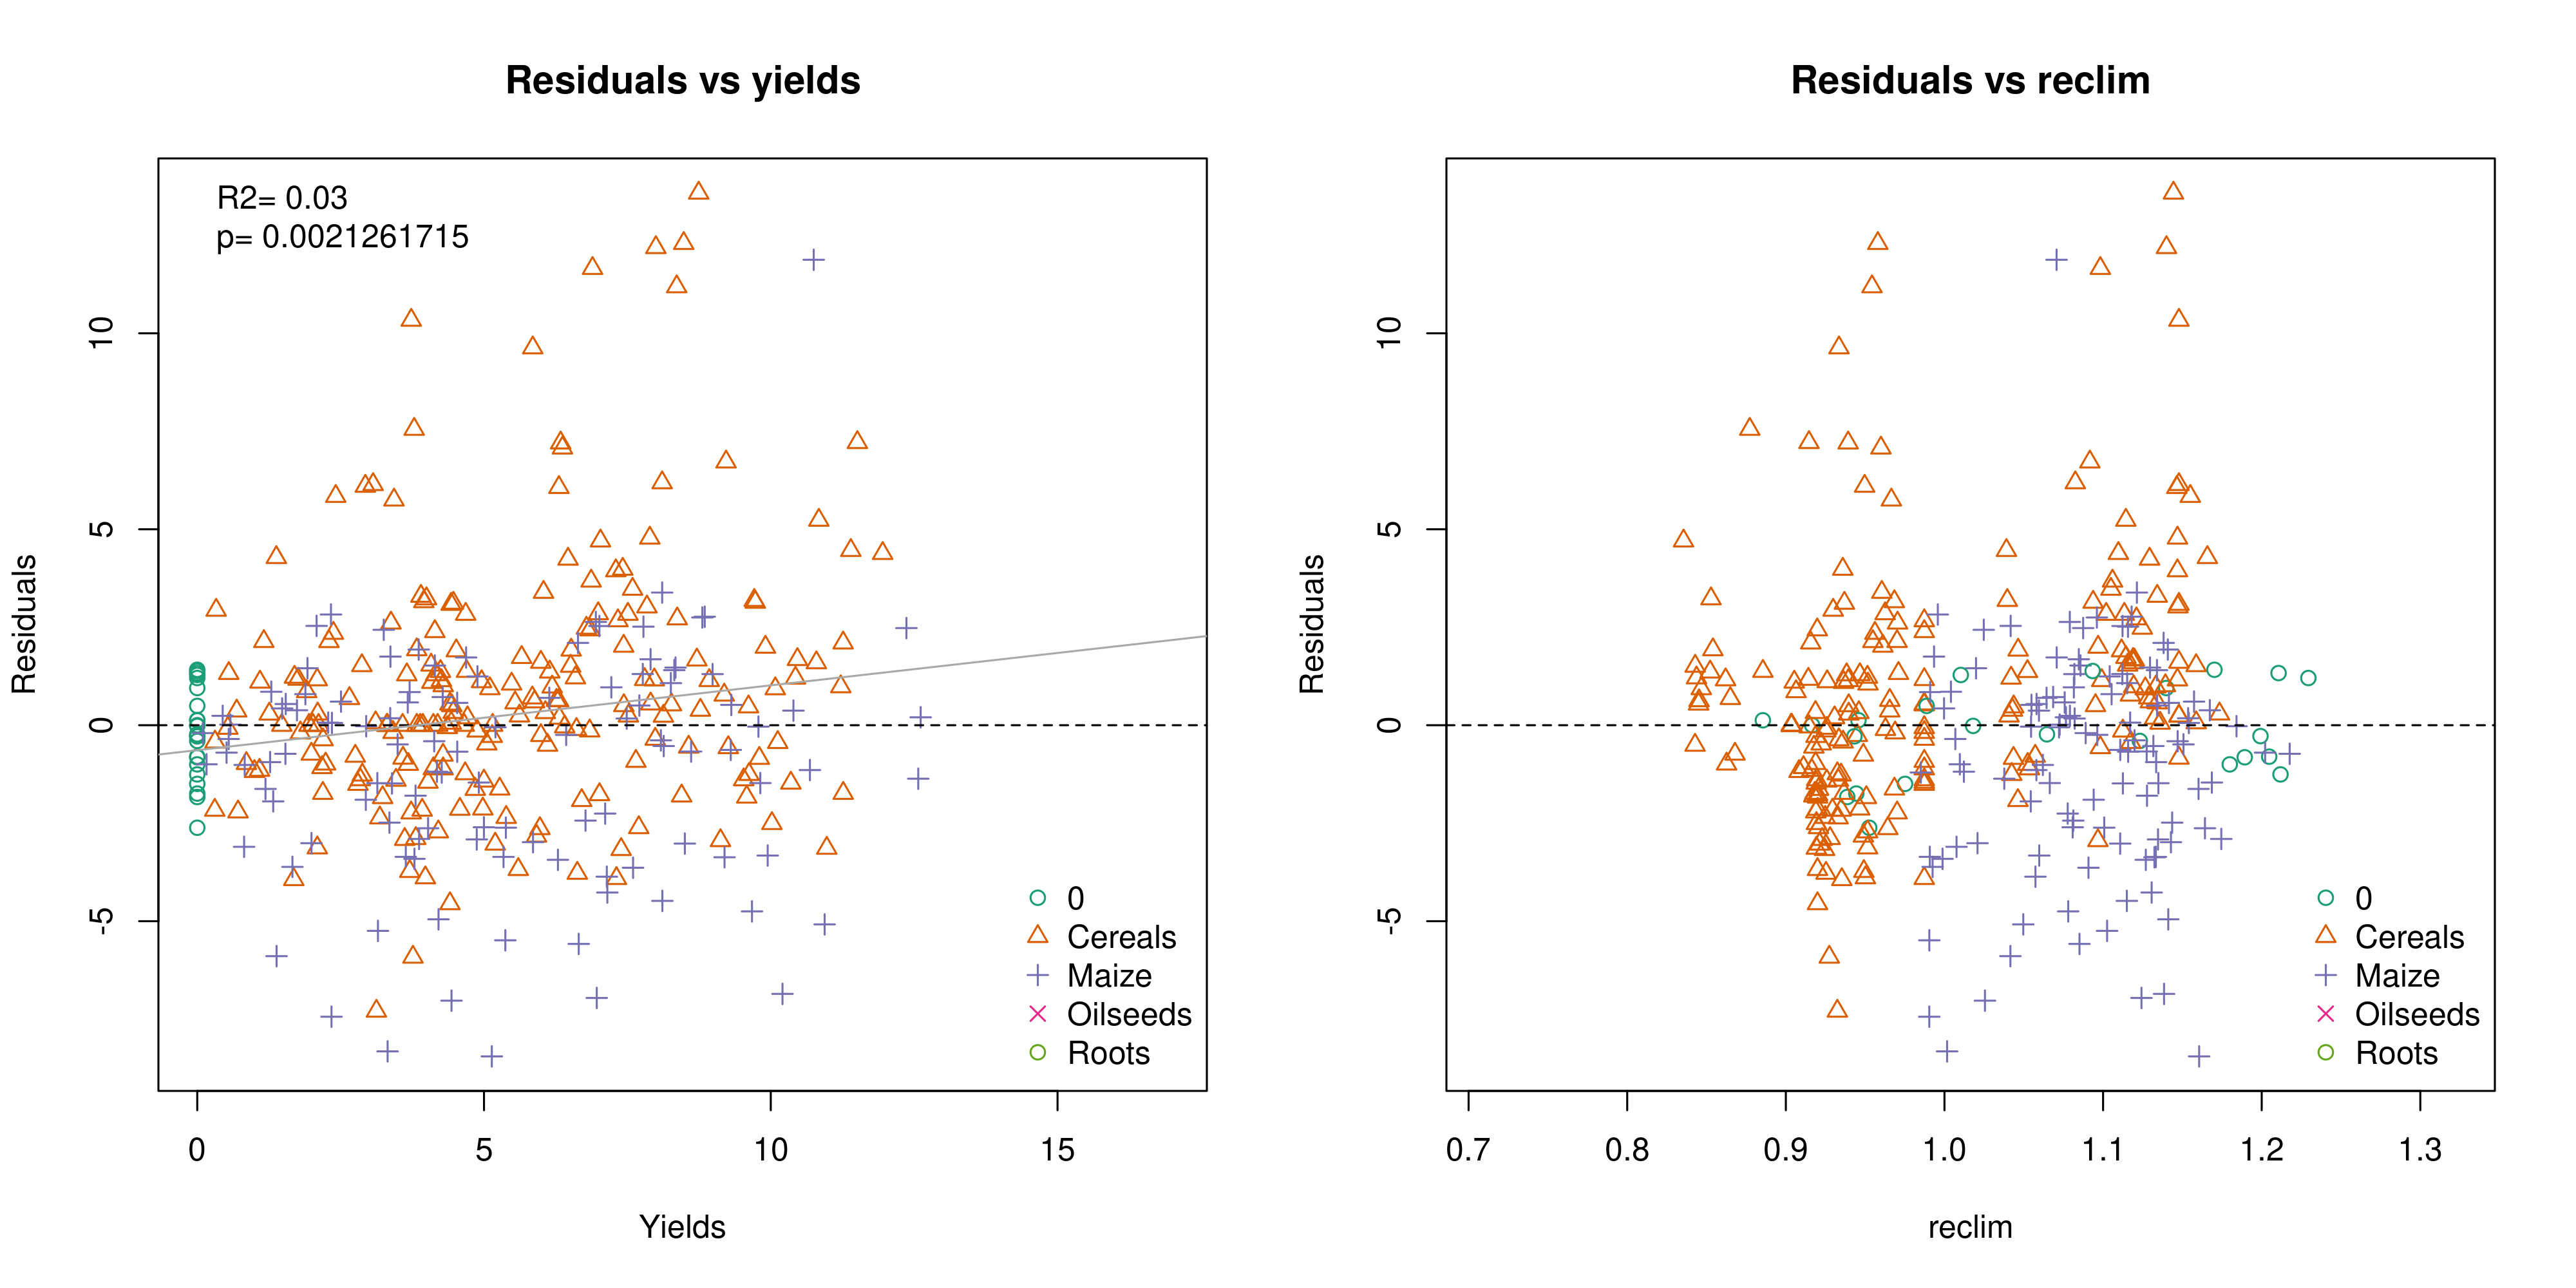 Residuals vs yields
R2= 0.03
p= 0.0021261715
Residuals
10
5
0
-5
0
Cereals
Maize
Oilseeds
Roots
0 5 10 15
Yields
Residuals vs reclim
Residuals
10
5
0
-5
0
Cereals
Maize
Oilseeds
Roots
0.7 0.8 0.9 1.0 1.1 1.2 1.3
reclim